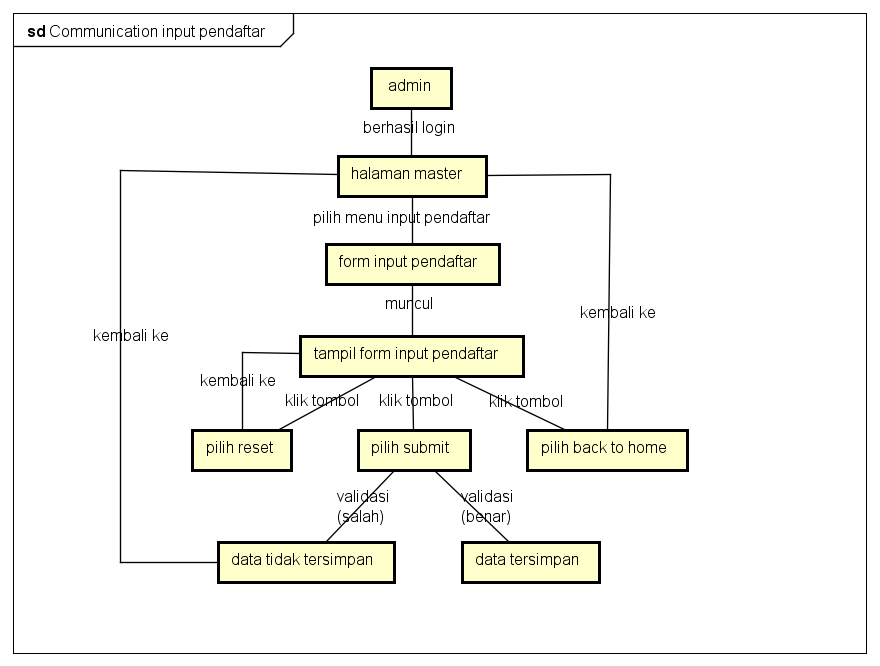 sd Communication input pendaftar
admin
berhasil login
halaman master
pilih menu input pendaftar
form input pendaftar
muncul
kembali ke
kembali ke
tampil form input pendaftar
kembali ke
klik tombol
klik tombol
klik tombol
pilih reset
pilih submit
pilih back to home
validasi
(salah)
validasi
(benar)
data tidak tersimpan
data tersimpan